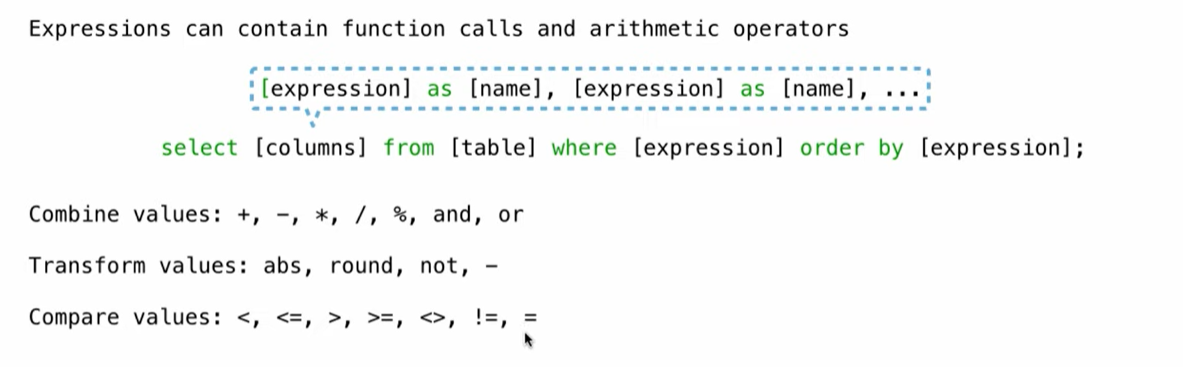 Expressions can contain function calls and arithmetic operators
[expression] as [name], [expression] as [name], ...
select [columns] from [table] where [expression] order by [expression];
Combine values: +, -, *, /, %, and, or
Transform values: abs, round, not, -
Compare values: <, <=, >, >=, <>, !=, =